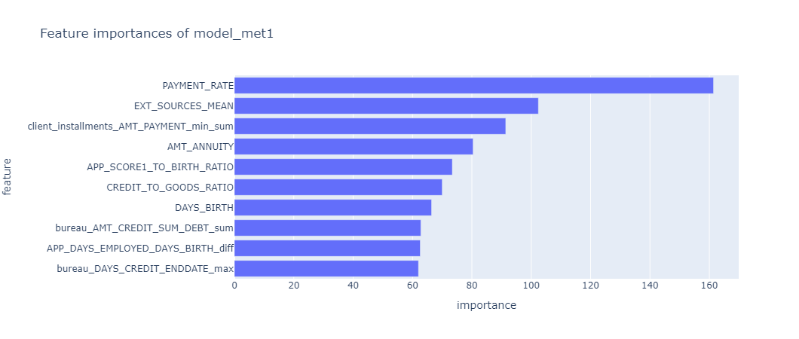 Feature importances of model_met1
feature
PAYMENT_RATE
EXT_SOURCES_MEAN
client_installments_AMT_PAYMENT_min_sum
AMT_ANNUITY
APP_SCORE1_TO_BIRTH_RATIO
CREDIT_TO_GOODS_RATIO
DAYS_BIRTH
bureau_AMT_CREDIT_SUM_DEBT_sum
APP_DAYS_EMPLOYED_DAYS_BIRTH_diff
bureau_DAYS_CREDIT_ENDDATE_max
0 20 40 60 80 100 120 140 160
importance